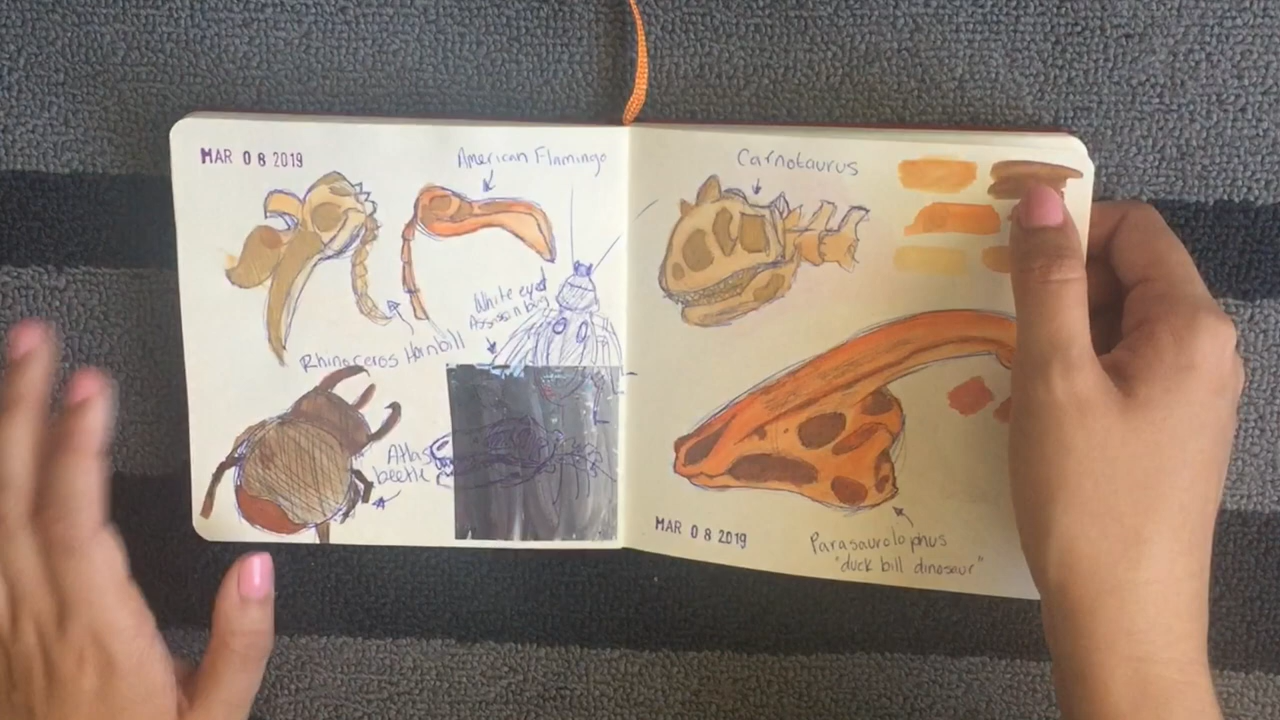 MAR 08 2019
American Flamingo
White eyed
Assassin bug
Rhinoceros Hornbill
Atlas
beetle
Carnotaurus
MAR 08 2019
Parasaurolophus
"duck bill dinosaur"